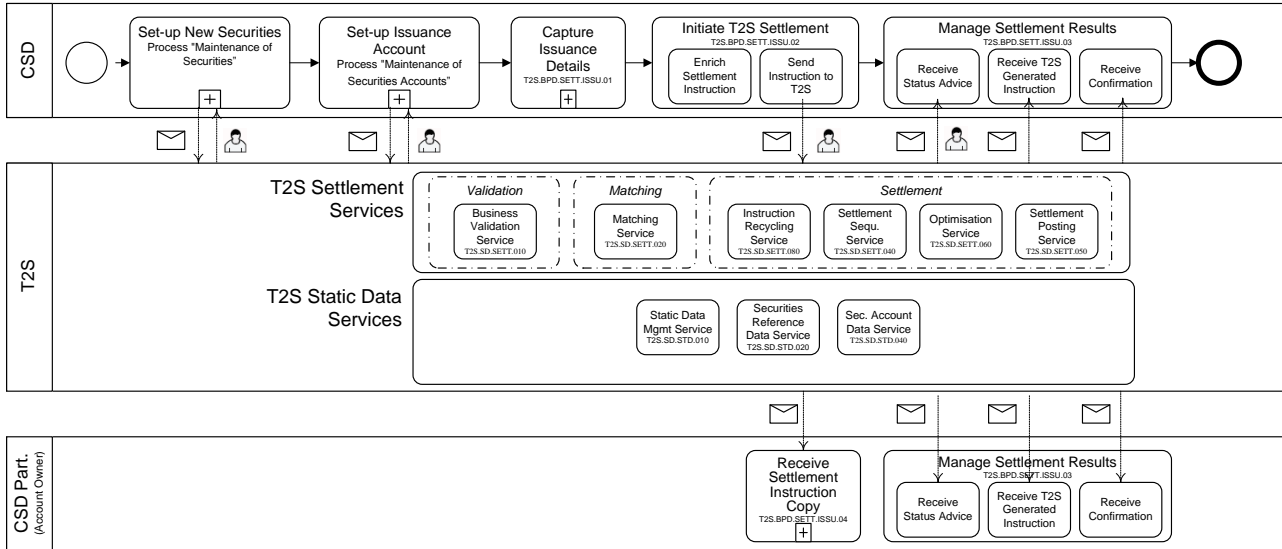 CSD
Set-up New Securities
Process "Maintenance of
Securities”
Set-up Issuance
Account
Process "Maintenance of
Securities Accounts”
Capture
Issuance
Details
T2S.BPD.SETT.ISSU.01
Initiate T2S Settlement
T2S.BPD.SETT.ISSU.02
Enrich
Settlement
Instruction
Send
Instruction to
T2S
Manage Settlement Results
T2S.BPD.SETT.ISSU.03
Receive
Status Advice
Receive T2S
Generated
Instruction
Receive
Confirmation
T2S
T2S Settlement
Services
Validation
Business
Validation
Service
T2S.SD.SETT.010
Matching
Matching
Service
T2S.SD.SETT.020
Settlement
Instruction
Recycling
Service
T2S.SD.SETT.080
Settlement
Sequ.
Service
T2S.SD.SETT.040
Optimisation
Service
T2S.SD.SETT.060
Settlement
Posting
Service
T2S.SD.SETT.050
T2S Static Data
Services
Static Data
Mgmt Service
T2S.SD.STD.010
Securities
Reference
Data Service
T2S.SD.STD.020
Sec. Account
Data Service
T2S.SD.STD.040
CSD Part.
(Account Owner)
Receive
Settlement
Instruction
Copy
T2S.BPD.SETT.ISSU.04
Manage Settlement Results
T2S.BPD.SETT.ISSU.03
Receive
Status Advice
Receive T2S
Generated
Instruction
Receive
Confirmation